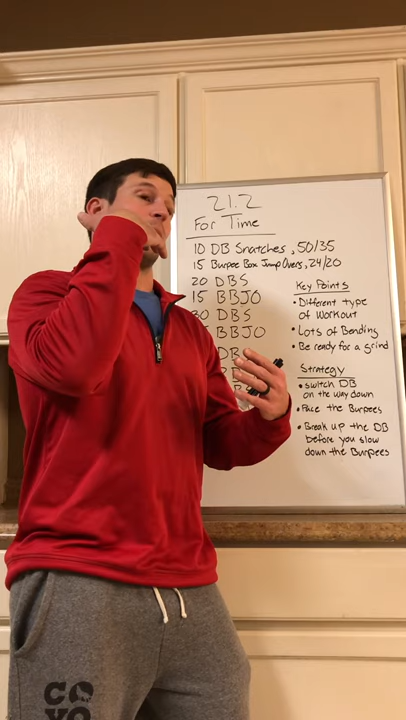 21.2
For Time
10 DB Snatches, 50/35
15 Burpee Box Jump Overs, 24/20
20 DBS
15 BBJO
30 DBS
BBJO
DB
Key Points
• Different type
of Workout
• Lots of Bending
• Be ready for a grind
Strategy
• Switch DB
on the way down
• Pace the Burpees
• Break up the DB
before you slow
down the Burpees